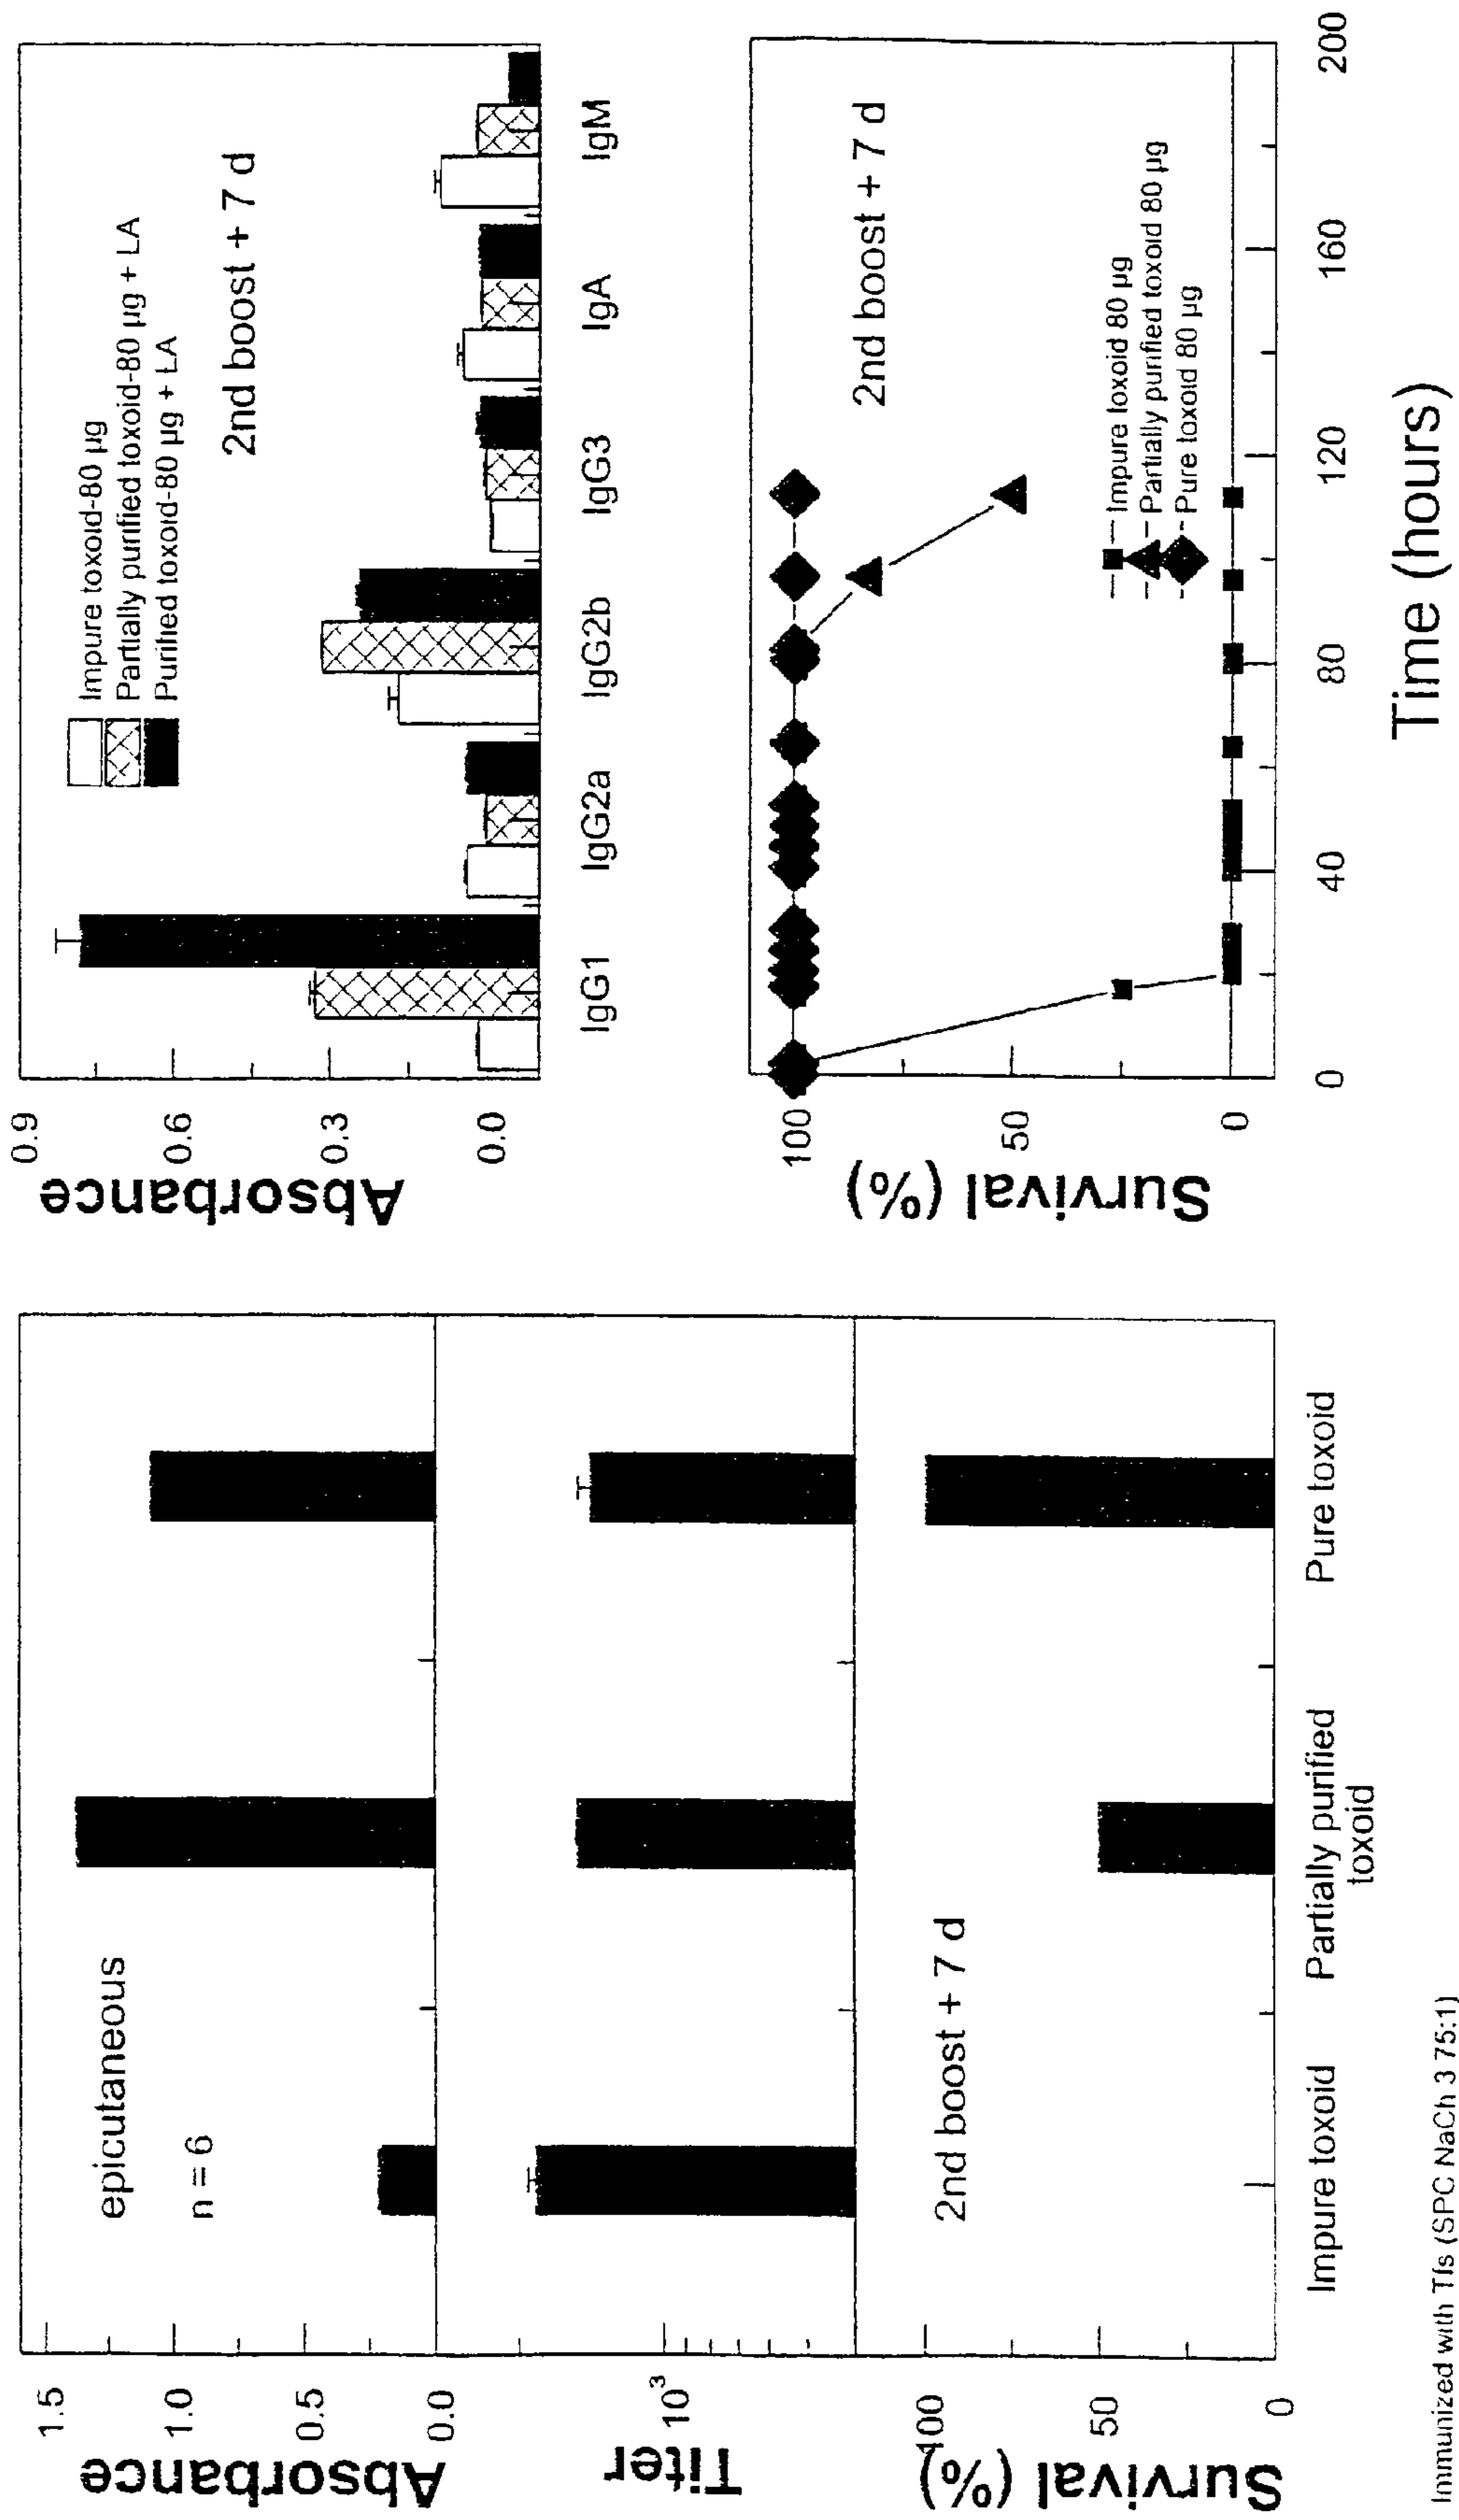 1.5
1.0
0.5
0.0
Absorbance
epicutaneous
n = 6
10³
Titer
100
50
0
Survival (%)
2nd boost + 7 d
Impure toxoid
Partially purified
toxoid
Pure toxoid
Immunized with Tfs (SPC NaCh 3 75:1)
0.9
0.6
0.3
0.0
Absorbance
Impure toxoid-80 µg
Partially purified toxoid-80 µg + LA
Purified toxoid-80 µg + LA
2nd boost + 7 d
IgG1
IgG2a
IgG2b
IgG3
IgA
IgM
100
50
0
Survival (%)
2nd boost + 7 d
Impure toxoid 80 µg
Partially purified toxoid 80 µg
Pure toxoid 80 µg
0
40
80
120
160
200
Time (hours)